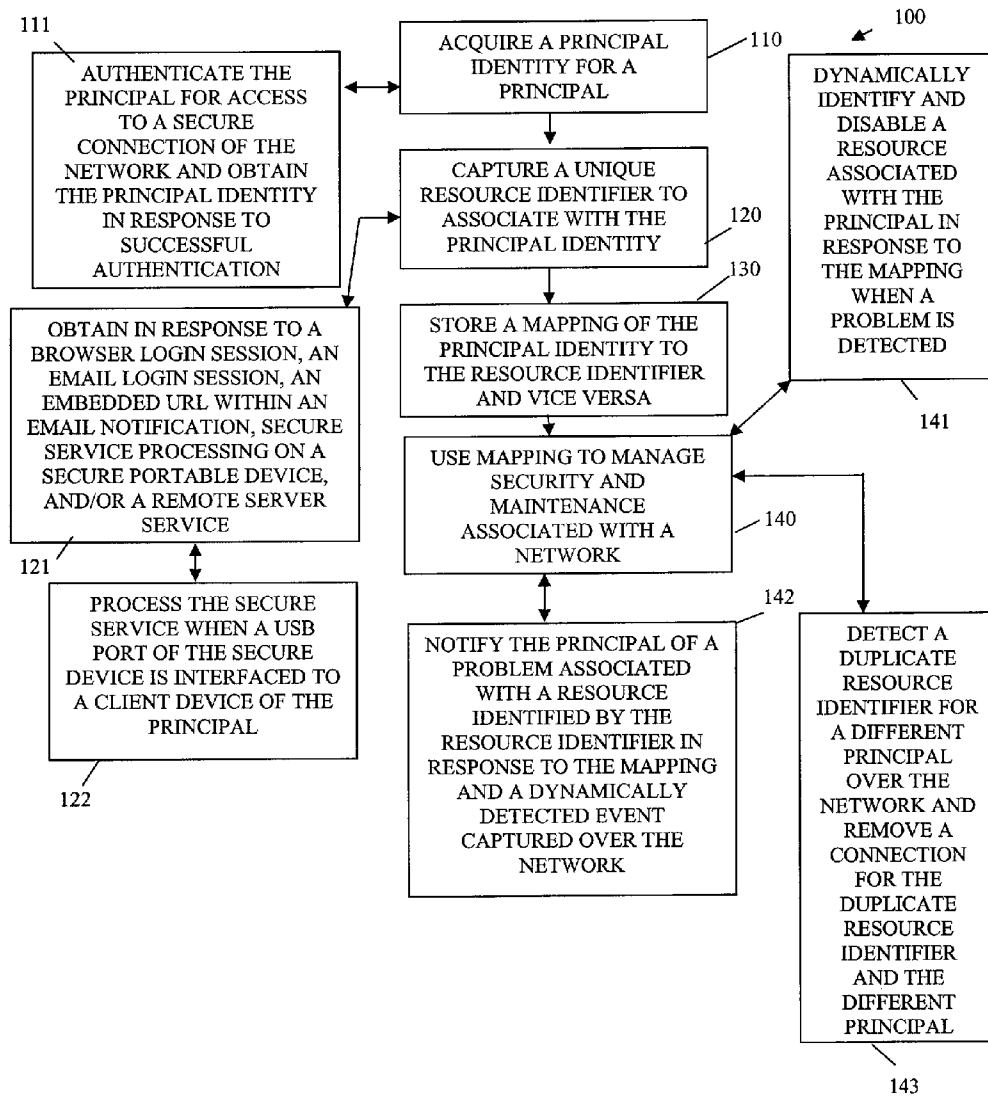 100
111
AUTHENTICATE THE
PRINCIPAL FOR ACCESS
TO A SECURE
CONNECTION OF THE
NETWORK AND OBTAIN
THE PRINCIPAL IDENTITY
IN RESPONSE TO
SUCCESSFUL
AUTHENTICATION
ACQUIRE A PRINCIPAL
IDENTITY FOR A
PRINCIPAL
110
DYNAMICALLY
IDENTIFY AND
DISABLE A
RESOURCE
ASSOCIATED
WITH THE
PRINCIPAL IN
RESPONSE TO
THE MAPPING
WHEN A
PROBLEM IS
DETECTED
141
CAPTURE A UNIQUE
RESOURCE IDENTIFIER TO
ASSOCIATE WITH THE
PRINCIPAL IDENTITY
120
130
STORE A MAPPING OF THE
PRINCIPAL IDENTITY TO
THE RESOURCE IDENTIFIER
AND VICE VERSA
OBTAIN IN RESPONSE TO A
BROWSER LOGIN SESSION, AN
EMAIL LOGIN SESSION, AN
EMBEDDED URL WITHIN AN
EMAIL NOTIFICATION, SECURE
SERVICE PROCESSING ON A
SECURE PORTABLE DEVICE,
AND/OR A REMOTE SERVER
SERVICE
121
USE MAPPING TO MANAGE
SECURITY AND
MAINTENANCE
ASSOCIATED WITH A
NETWORK
140
PROCESS THE SECURE
SERVICE WHEN A USB
PORT OF THE SECURE
DEVICE IS INTERFACED TO
A CLIENT DEVICE OF THE
PRINCIPAL
122
142
NOTIFY THE PRINCIPAL OF A
PROBLEM ASSOCIATED
WITH A RESOURCE
IDENTIFIED BY THE
RESOURCE IDENTIFIER IN
RESPONSE TO THE MAPPING
AND A DYNAMICALLY
DETECTED EVENT
CAPTURED OVER THE
NETWORK
DETECT A
DUPLICATE
RESOURCE
IDENTIFIER FOR
A DIFFERENT
PRINCIPAL
OVER THE
NETWORK AND
REMOVE A
CONNECTION
FOR THE
DUPLICATE
RESOURCE
IDENTIFIER
AND THE
DIFFERENT
PRINCIPAL
143